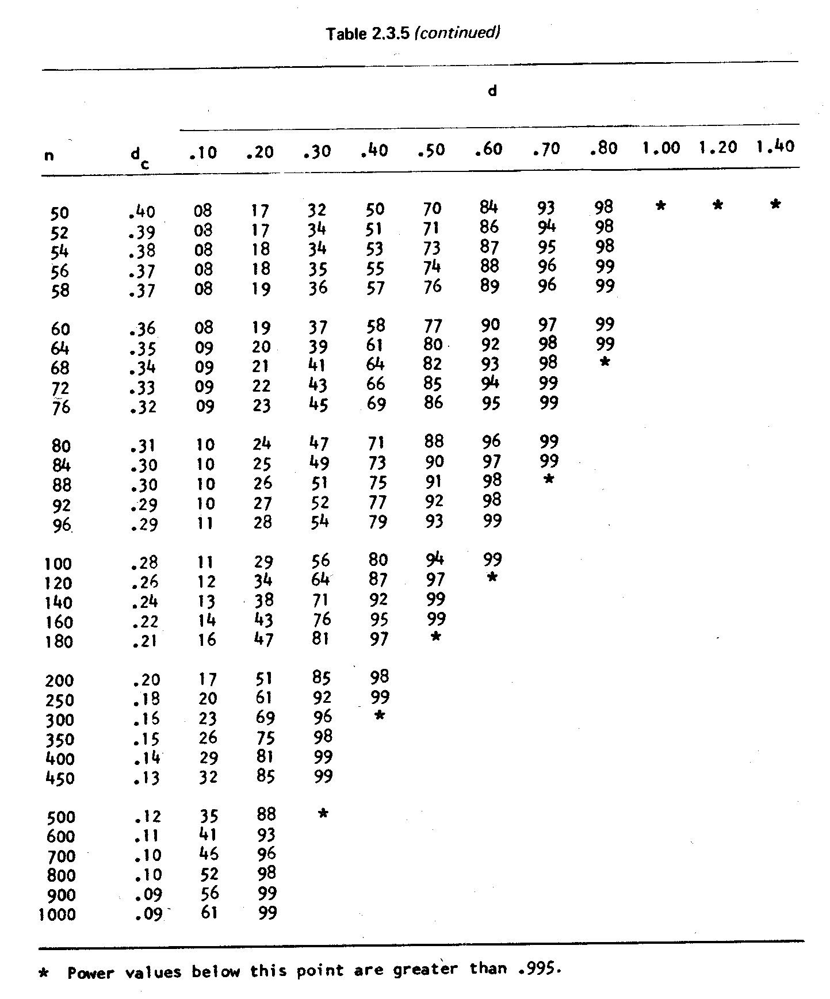 Table 2.3.5 (continued)
d
n d_c .10 .20 .30 .40 .50 .60 .70 .80 1.00 1.20 1.40
50 .40 08 17 32 50 70 84 93 98 * * *
52 .39 08 17 34 51 71 86 94 98
54 .38 08 18 34 53 73 87 95 98
56 .37 08 18 35 55 74 88 96 99
58 .37 08 19 36 57 76 89 96 99
60 .36 08 19 37 58 77 90 97 99
64 .35 09 20 39 61 80 92 98 99
68 .34 09 21 41 64 82 93 98 *
72 .33 09 22 43 66 85 94 99
76 .32 09 23 45 69 86 95 99
80 .31 10 24 47 71 88 96 99
84 .30 10 25 49 73 90 97 99
88 .30 10 26 51 75 91 98 *
92 .29 10 27 52 77 92 98
96 .29 11 28 54 79 93 99
100 .28 11 29 56 80 94 99
120 .26 12 34 64 87 97 *
140 .24 13 38 71 92 99
160 .22 14 43 76 95 99
180 .21 16 47 81 97 *
200 .20 17 51 85 98
250 .18 20 61 92 99
300 .16 23 69 96 *
350 .15 26 75 98
400 .14 29 81 99
450 .13 32 85 99
500 .12 35 88 *
600 .11 41 93
700 .10 46 96
800 .10 52 98
900 .09 56 99
1000 .09 61 99
* Power values below this point are greater than .995.